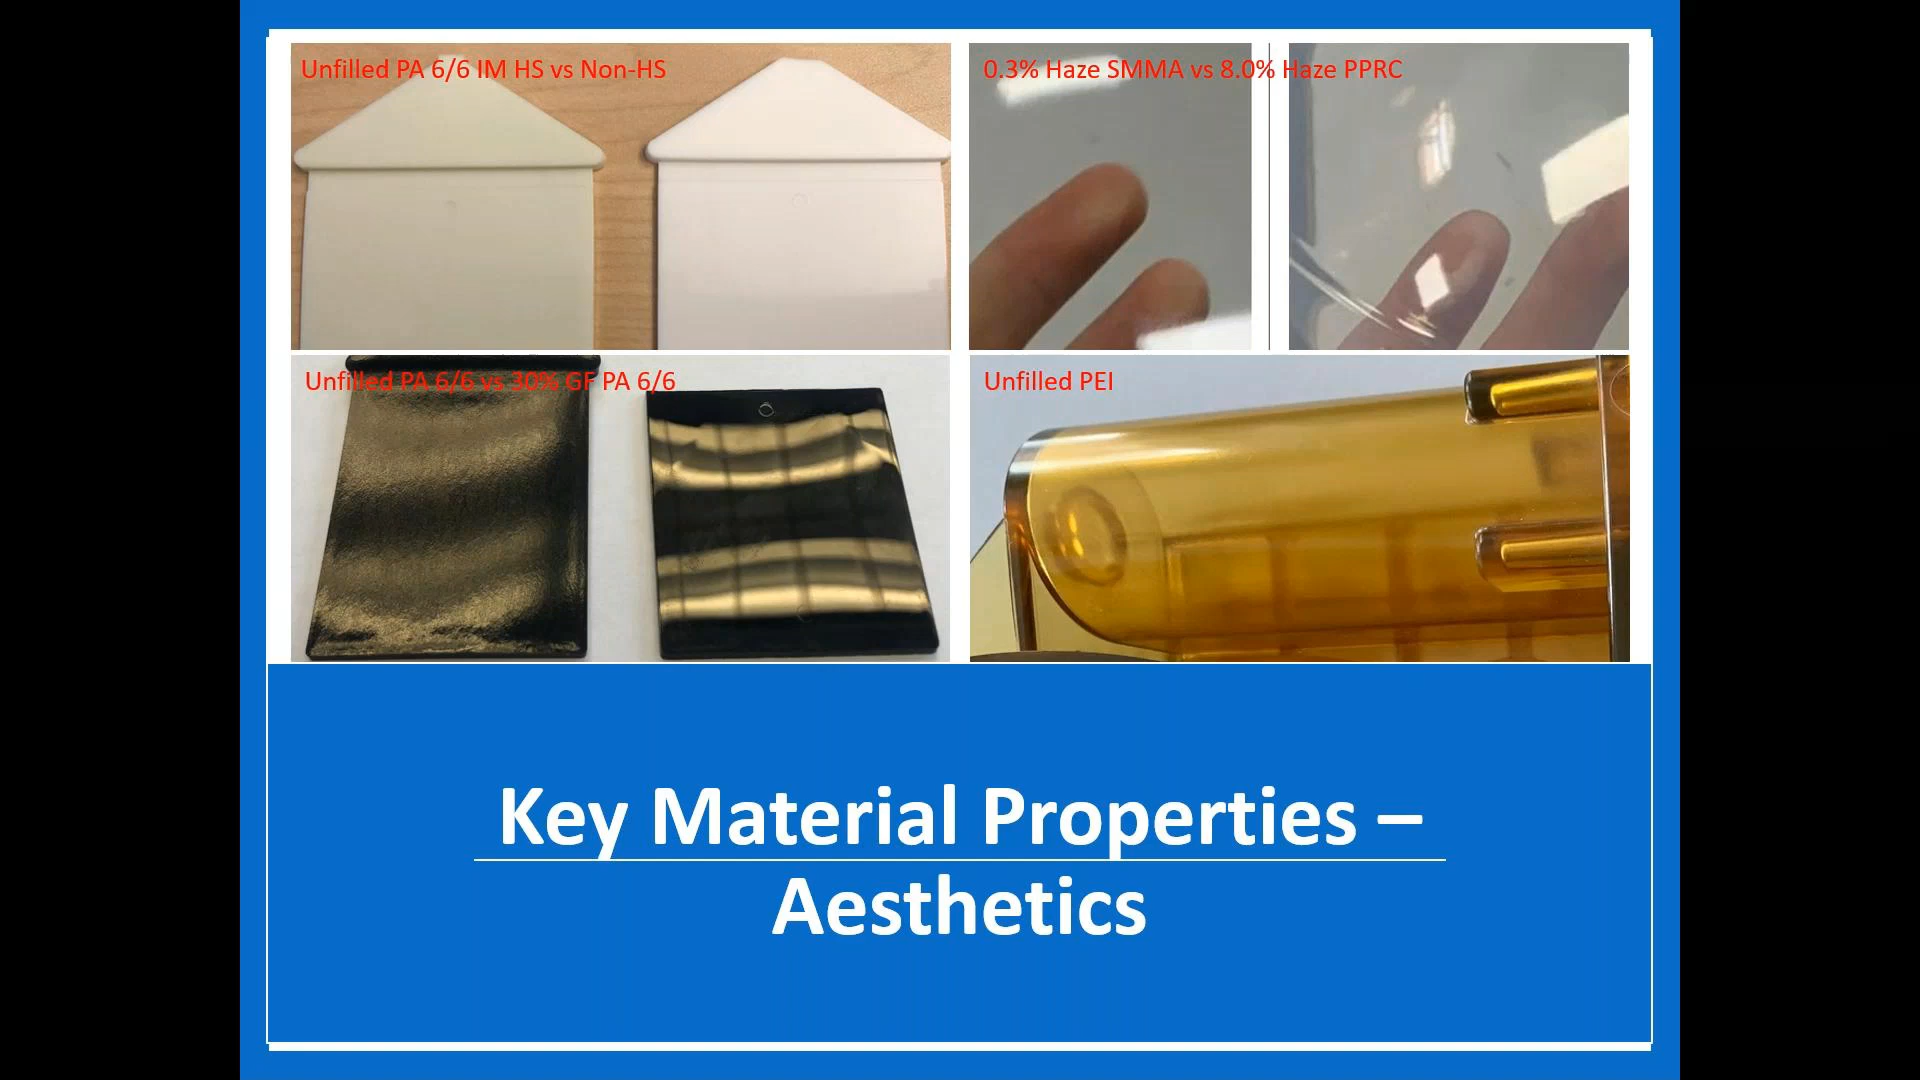 Unfilled PA 6/6 IM HS vs Non-HS
0.3% Haze SMMA vs 8.0% Haze PPRC
Unfilled PA 6/6 vs 30% GF PA 6/6
Unfilled PEI
Key Material Properties –
Aesthetics